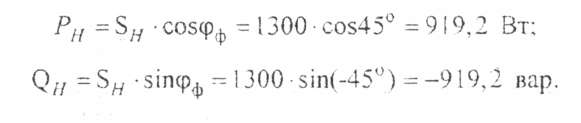 P_H = S_H · cosφ_ф = 1300 · cos45° = 919,2 Вт;
Q_H = S_H · sinφ_ф = 1300 · sin(-45°) = −919,2 вар.